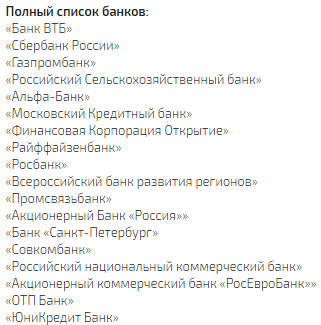 Полный список банков:
«Банк ВТБ»
«Сбербанк России»
«Газпромбанк»
«Российский Сельскохозяйственный банк»
«Альфа-Банк»
«Московский Кредитный банк»
«Финансовая Корпорация Открытие»
«Райффайзенбанк»
«Росбанк»
«Всероссийский банк развития регионов»
«Промсвязьбанк»
«Акционерный Банк «Россия»»
«Банк «Санкт-Петербург»
«Совкомбанк»
«Российский национальный коммерческий банк»
«Акционерный коммерческий банк «РосЕвроБанк»»
«ОТП Банк»
«ЮниКредит Банк»